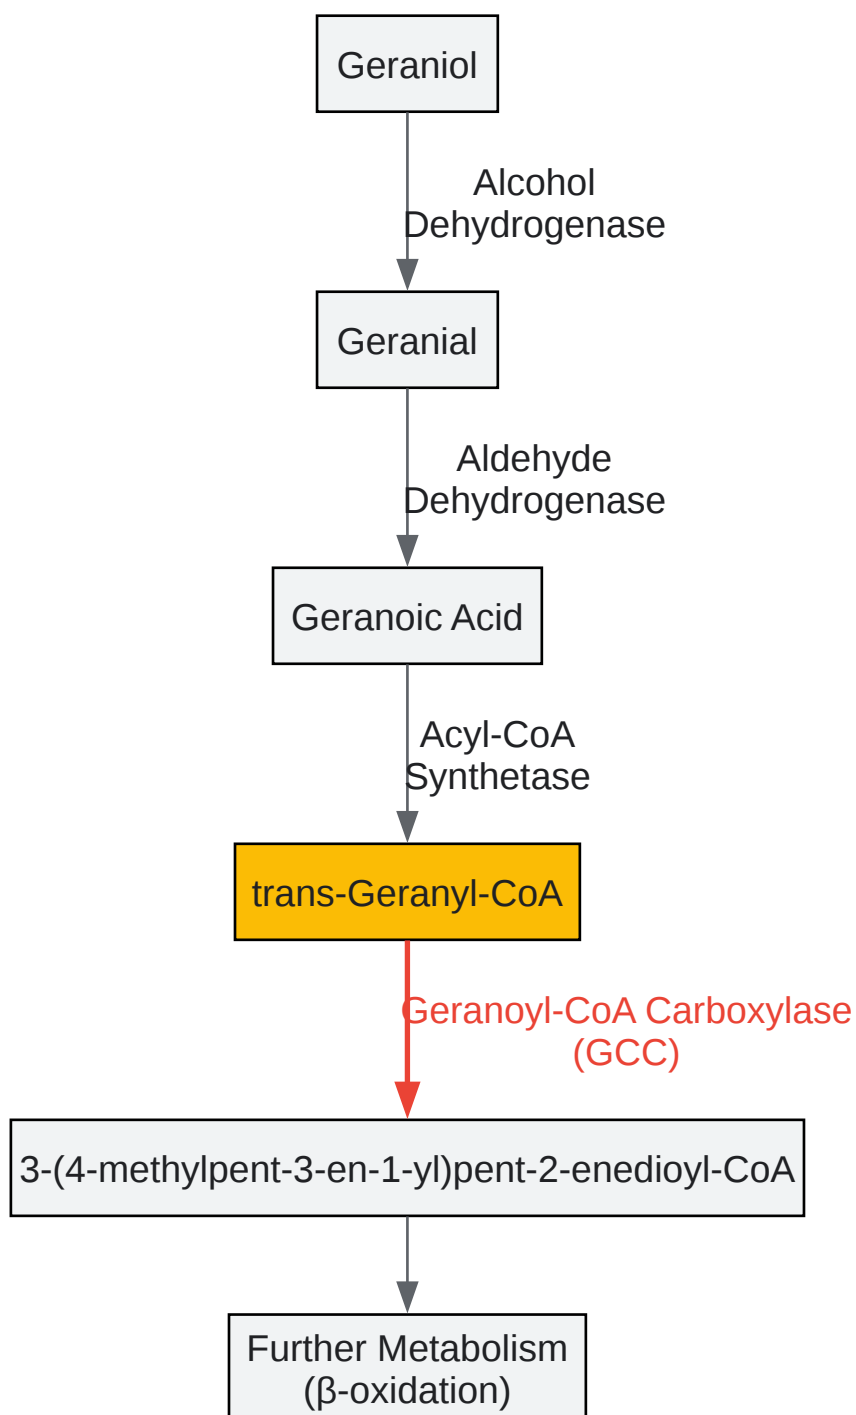 Geraniol
Alcohol
Dehydrogenase
Geranial
Aldehyde
Dehydrogenase
Geranoic Acid
Acyl-CoA
Synthetase
trans-Geranyl-CoA
Geranoyl-CoA Carboxylase
(GCC)
3-(4-methylpent-3-en-1-yl)pent-2-enedioyl-CoA
Further Metabolism
(β-oxidation)